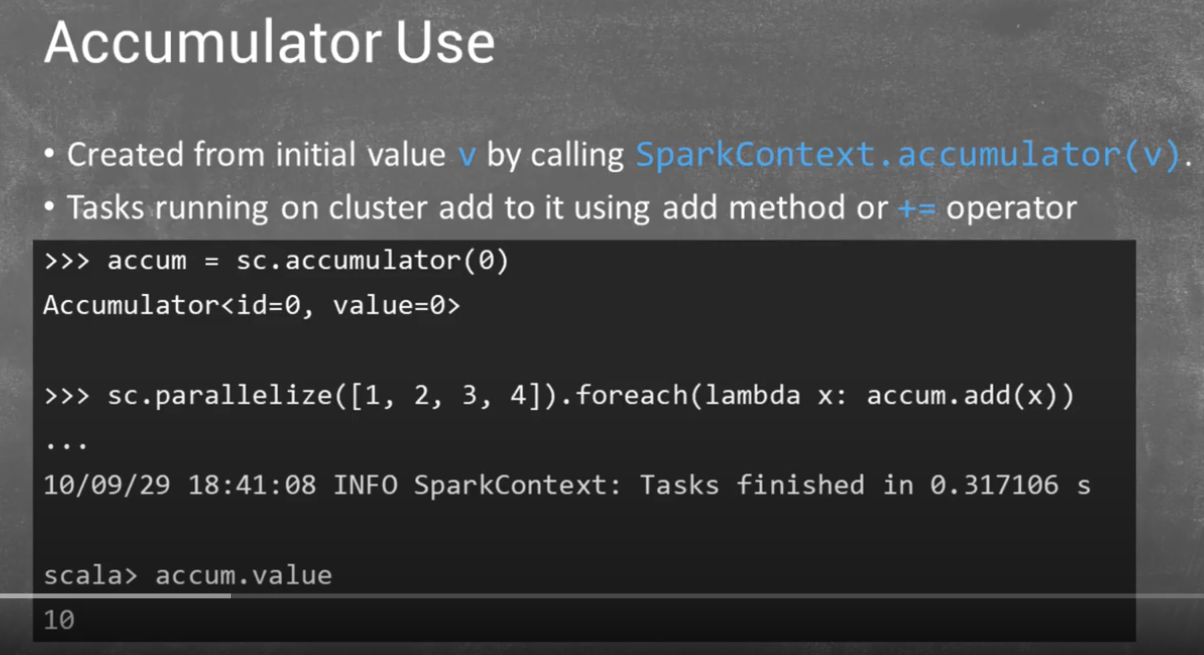 Accumulator Use
• Created from initial value v by calling SparkContext.accumulator(v).
• Tasks running on cluster add to it using add method or += operator
>>> accum = sc.accumulator(0)
Accumulator<id=0, value=0>
>>> sc.parallelize([1, 2, 3, 4]).foreach(lambda x: accum.add(x))
...
10/09/29 18:41:08 INFO SparkContext: Tasks finished in 0.317106 s
scala> accum.value
10